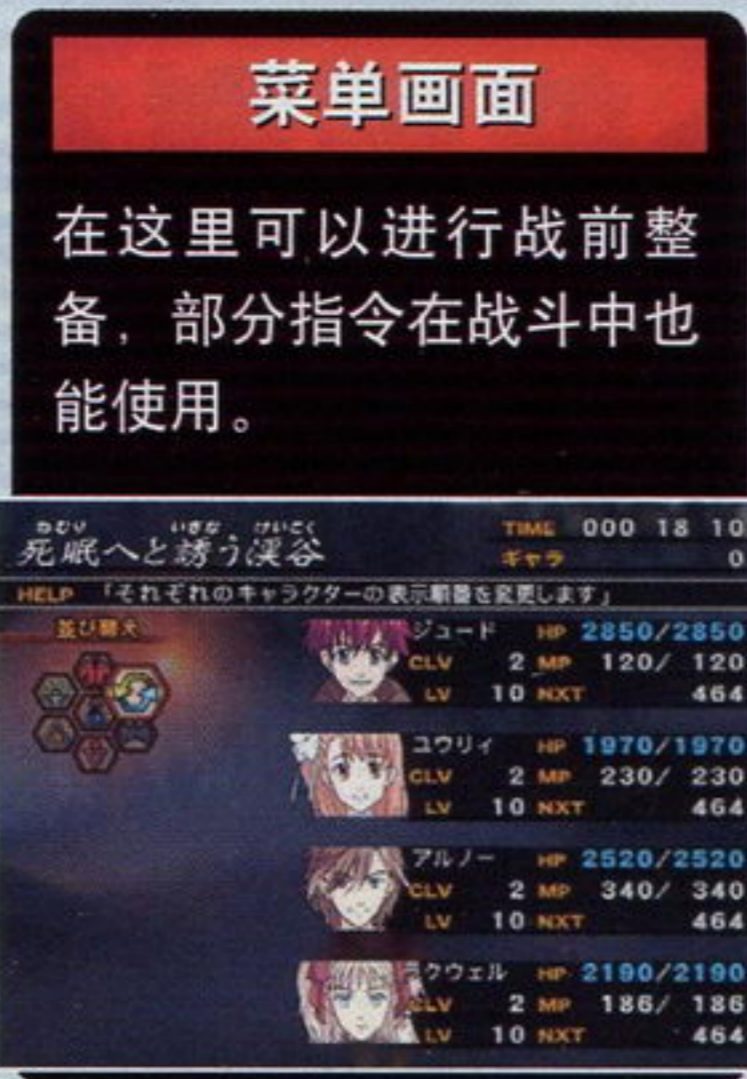 菜单画面
在这里可以进行战前整
备，部分指令在战斗中也
能使用。
ねむり いざな けいこく
死眠へと誘う渓谷
TIME 000 18 10
ギャラ 0
HELP 「それぞれのキャラクターの表示順番を変更します」
並び替え
ジュード HP 2850/2850
CLV 2 MP 120/ 120
LV 10 NXT 464
ユウリィ HP 1970/1970
CLV 2 MP 230/ 230
LV 10 NXT 464
アルノー HP 2520/2520
CLV 2 MP 340/ 340
LV 10 NXT 464
ラクウェル HP 2190/2190
CLV 2 MP 186/ 186
LV 10 NXT 464